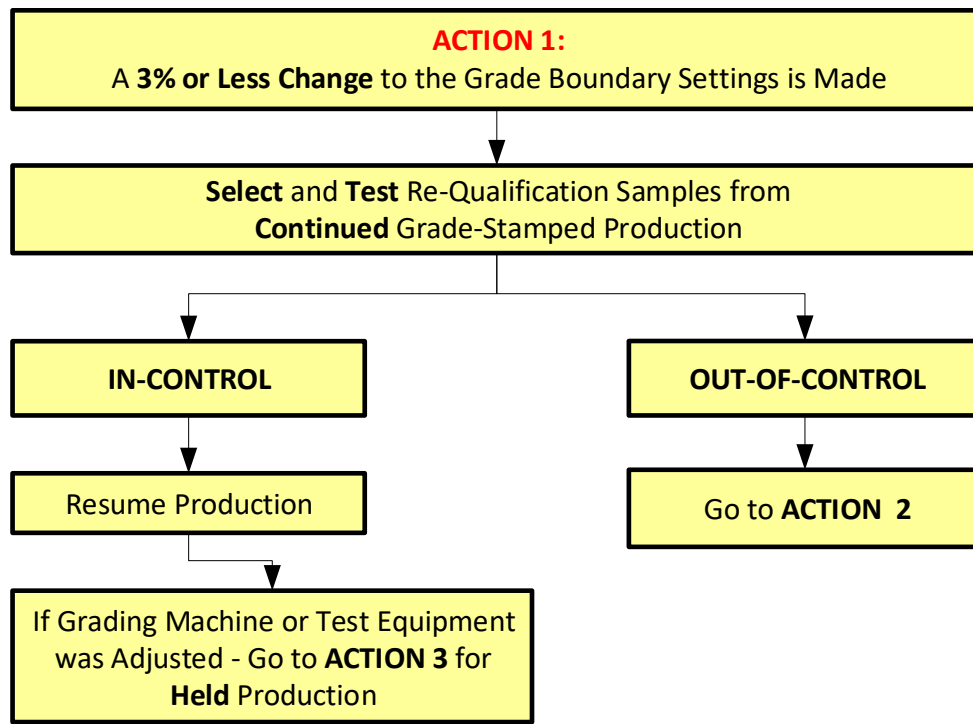 ACTION 1:
A 3% or Less Change to the Grade Boundary Settings is Made
Select and Test Re-Qualification Samples from
Continued Grade-Stamped Production
IN-CONTROL
OUT-OF-CONTROL
Resume Production
Go to ACTION 2
If Grading Machine or Test Equipment
was Adjusted - Go to ACTION 3 for
Held Production